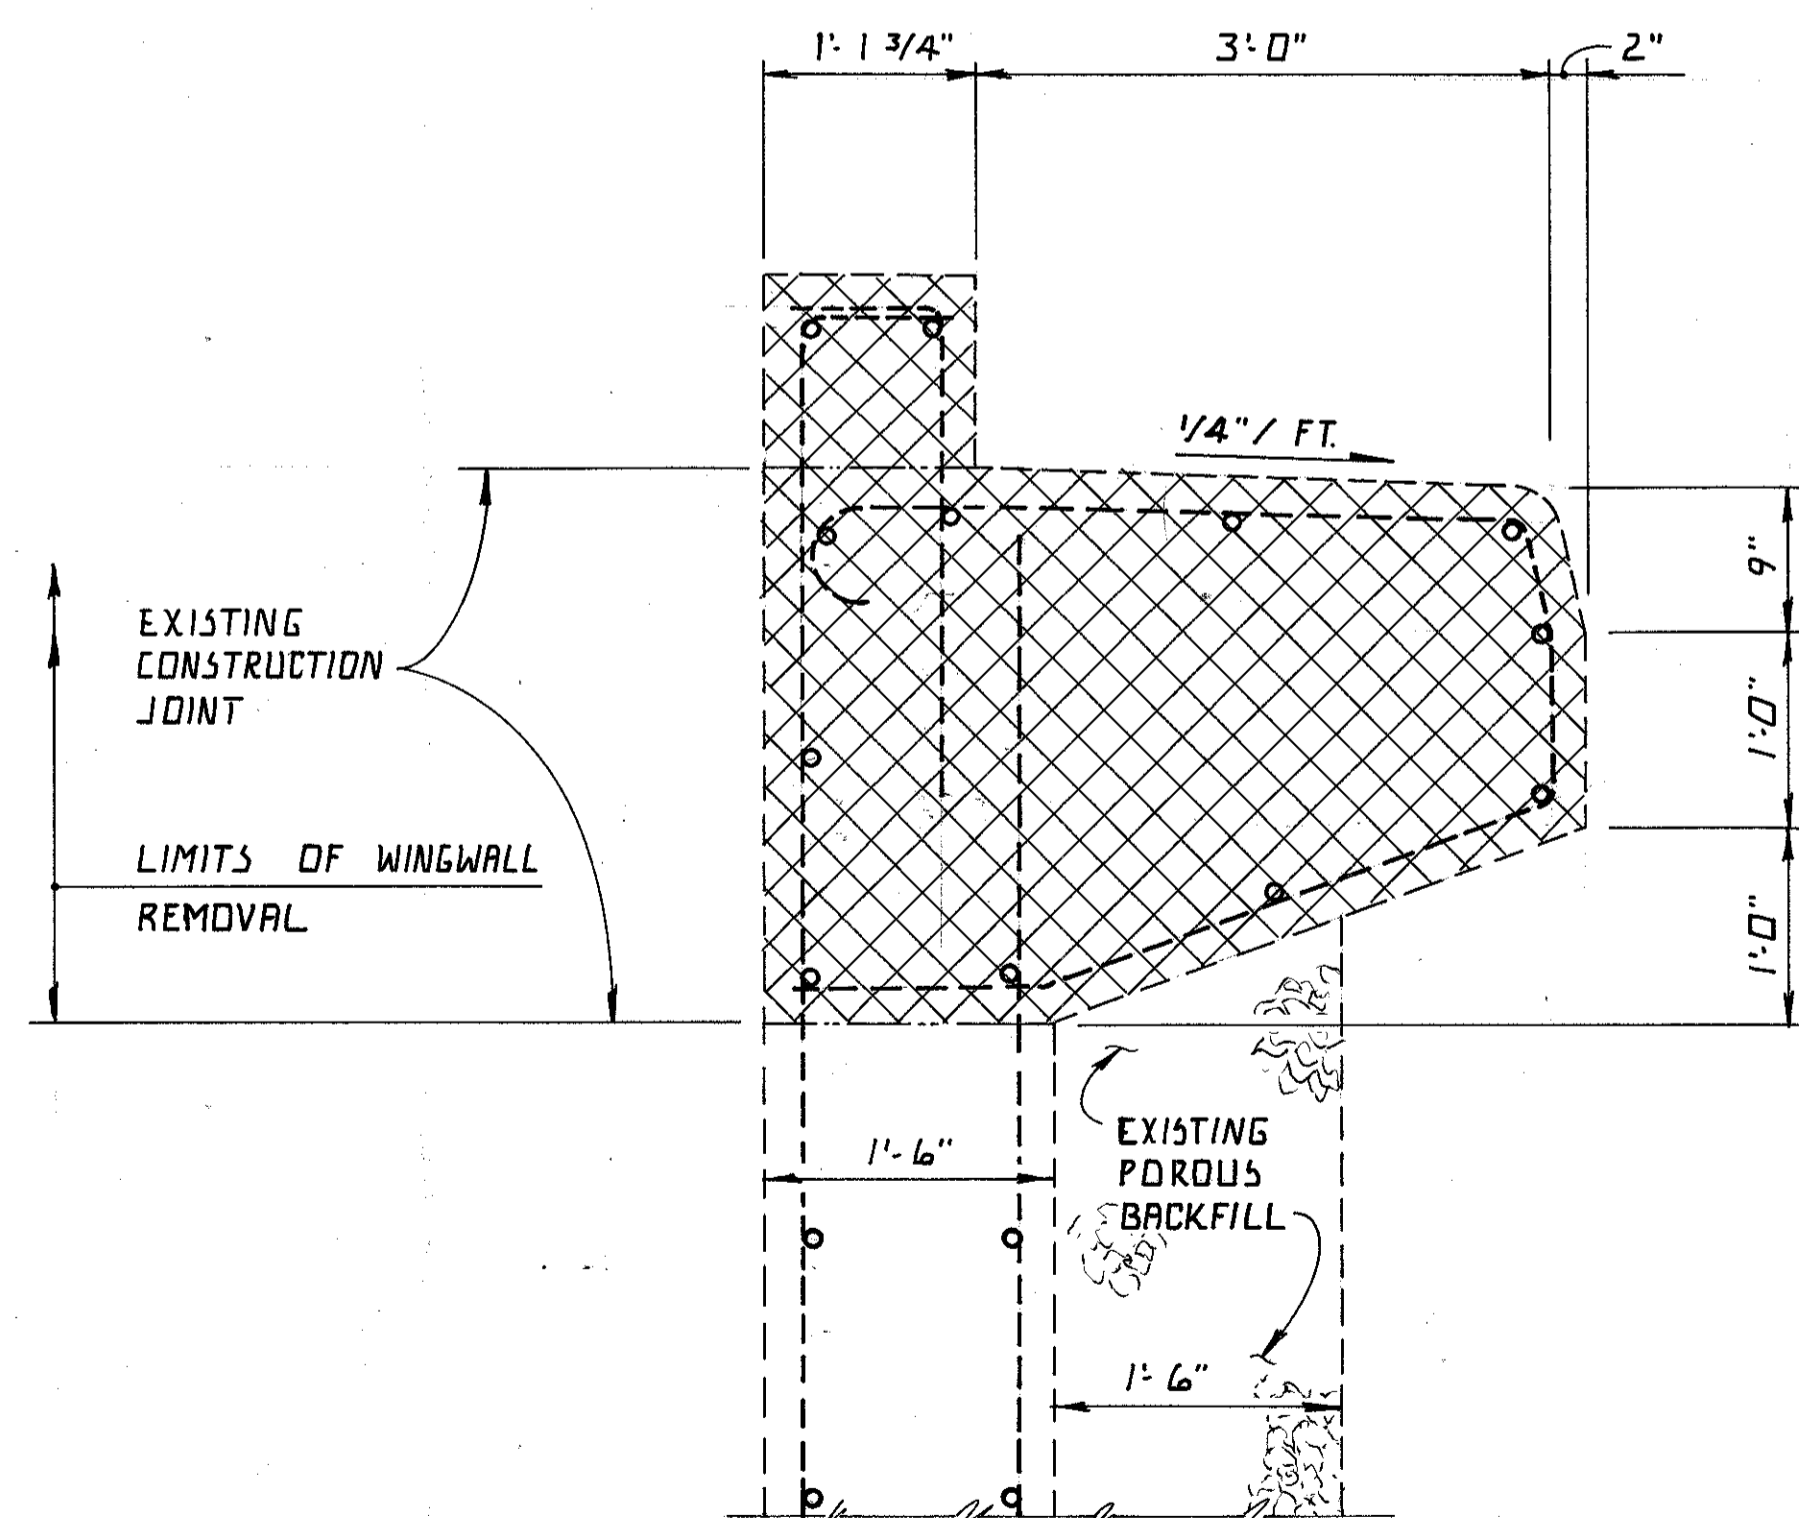 1'-1 3/4"
3'-0"
2"
1/4" / FT.
9"
1'-0"
1'-0"
EXISTING
CONSTRUCTION
JOINT
LIMITS OF WINGWALL
REMOVAL
1'-6"
EXISTING
POROUS
BACKFILL
1'-6"